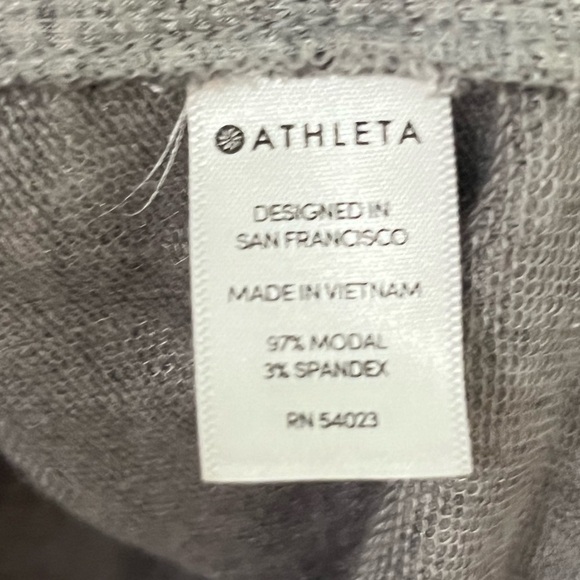 ATHLETA
DESIGNED IN
SAN FRANCISCO
MADE IN VIETNAM
97% MODAL
3% SPANDEX
RN 54023